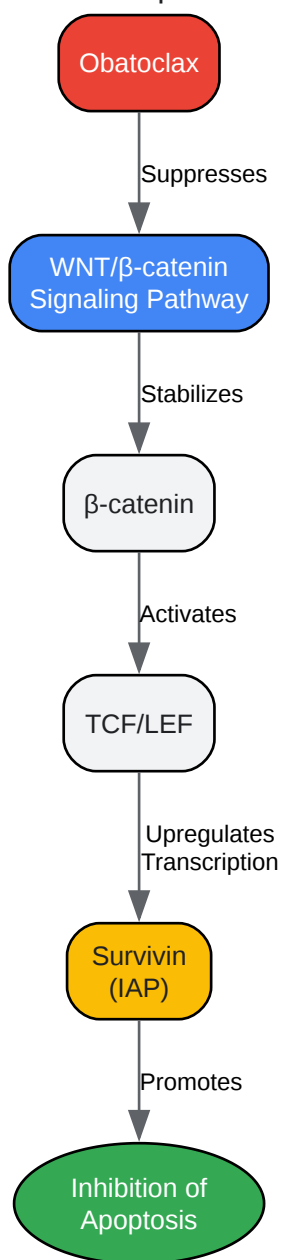 Obatoclax
Suppresses
WNT/β-catenin
Signaling Pathway
Stabilizes
β-catenin
Activates
TCF/LEF
Upregulates
Transcription
Survivin
(IAP)
Promotes
Inhibition of
Apoptosis